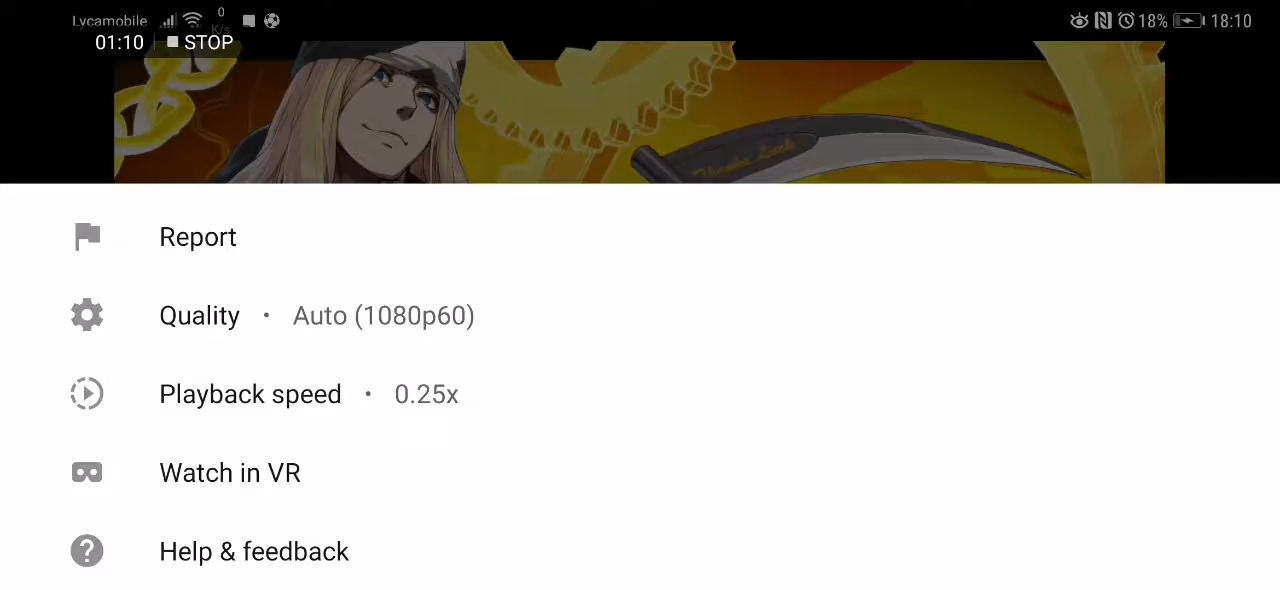 Lycamobile 0 K/s 18% 18:10
01:10 STOP
Report
Quality • Auto (1080p60)
Playback speed • 0.25x
Watch in VR
Help & feedback